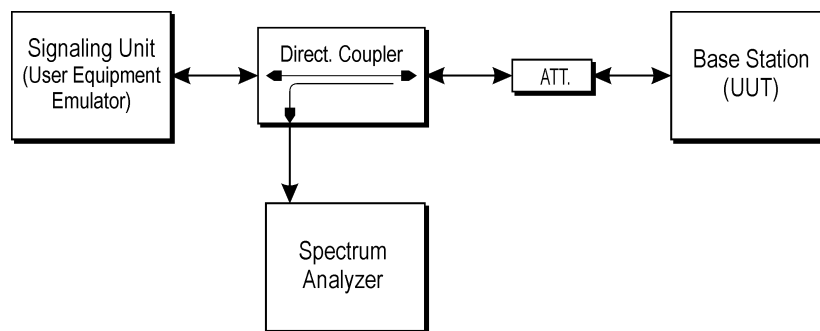 Signaling Unit
(User Equipment
Emulator)
Direct. Coupler
ATT.
Base Station
(UUT)
Spectrum
Analyzer